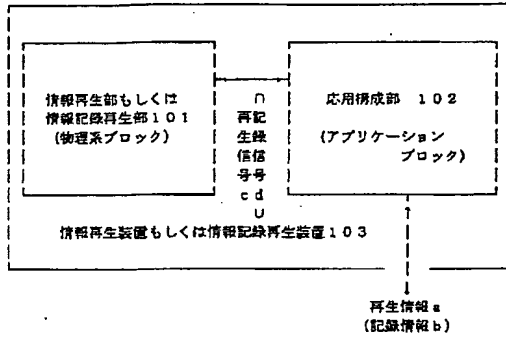 情報再生部もしくは
情報記録再生部101
(物理系ブロック)
再生信号c
(記録信号d)
応用構成部 102
(アプリケーション
ブロック)
情報再生装置もしくは情報記録再生装置103
再生情報a
(記録情報b)